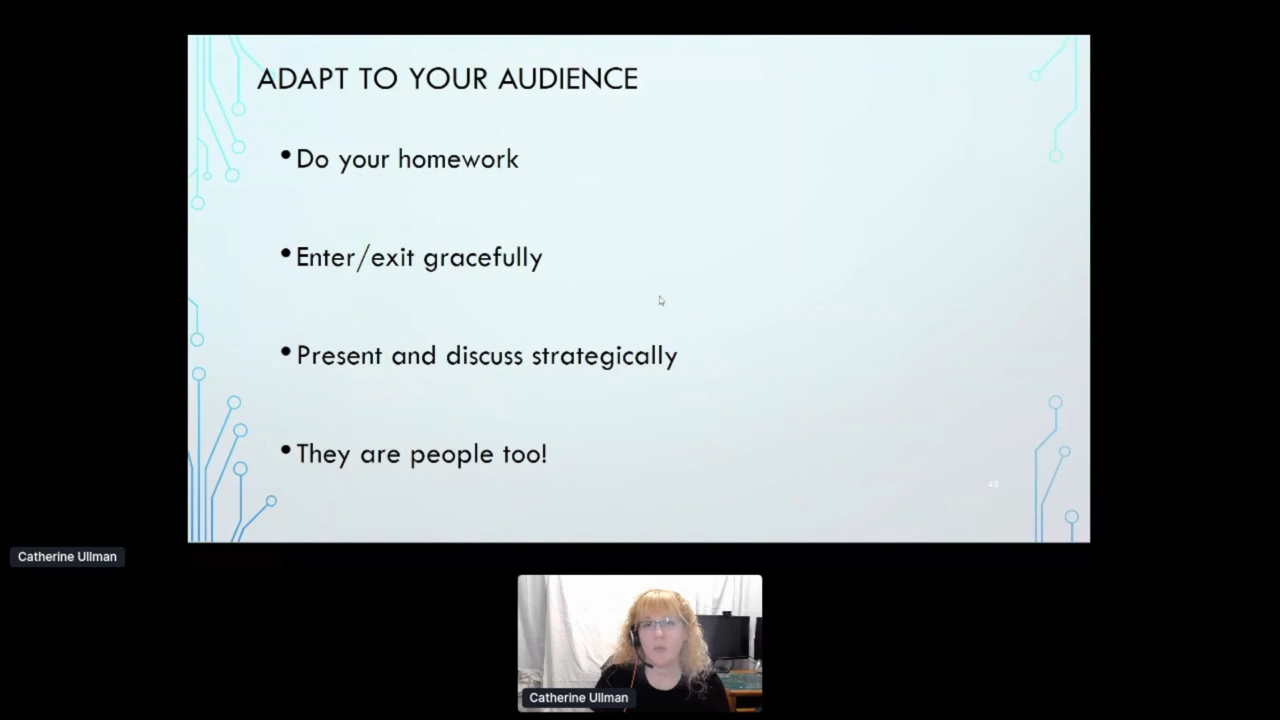 ADAPT TO YOUR AUDIENCE
•Do your homework
•Enter/exit gracefully
•Present and discuss strategically
•They are people too!
42
Catherine Ullman
Catherine Ullman